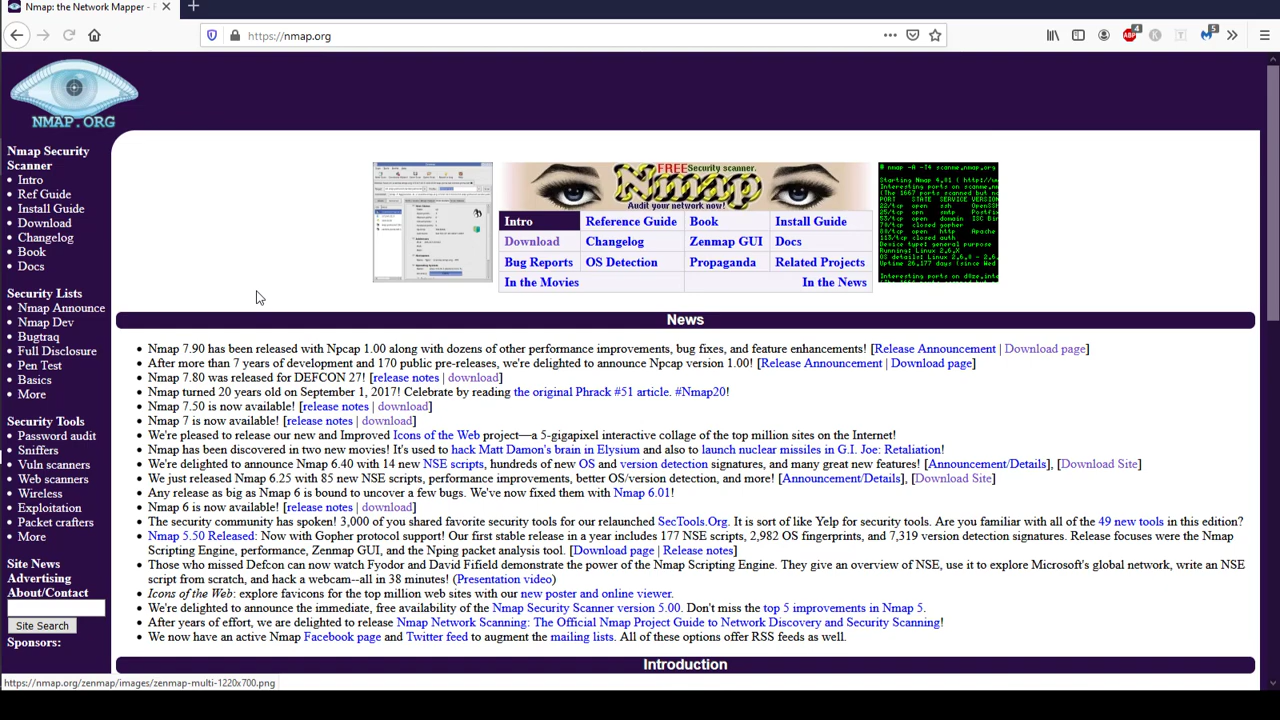 Nmap: the Network Mapper - F
https://nmap.org
4
5
NMAP.ORG
Nmap Security
Scanner
• Intro
• Ref Guide
• Install Guide
• Download
• Changelog
• Book
• Docs
Security Lists
• Nmap Announce
• Nmap Dev
• Bugtraq
• Full Disclosure
• Pen Test
• Basics
• More
Security Tools
• Password audit
• Sniffers
• Vuln scanners
• Web scanners
• Wireless
• Exploitation
• Packet crafters
• More
Site News
Advertising
About/Contact
Site Search
Sponsors:
FREE Security scanner.
Nmap
Audit your network now!
Intro Reference Guide Book Install Guide
Download Changelog Zenmap GUI Docs
Bug Reports OS Detection Propaganda Related Projects
In the Movies In the News
# nmap -A -T4 scanme.nmap.org
PORT STATE SERVICE VERSION
News
• Nmap 7.90 has been released with Npcap 1.00 along with dozens of other performance improvements, bug fixes, and feature enhancements! [Release Announcement | Download page]
• After more than 7 years of development and 170 public pre-releases, we're delighted to announce Npcap version 1.00! [Release Announcement | Download page]
• Nmap 7.80 was released for DEFCON 27! [release notes | download]
• Nmap turned 20 years old on September 1, 2017! Celebrate by reading the original Phrack #51 article. #Nmap20!
• Nmap 7.50 is now available! [release notes | download]
• Nmap 7 is now available! [release notes | download]
• We're pleased to release our new and Improved Icons of the Web project—a 5-gigapixel interactive collage of the top million sites on the Internet!
• Nmap has been discovered in two new movies! It's used to hack Matt Damon's brain in Elysium and also to launch nuclear missiles in G.I. Joe: Retaliation!
• We're delighted to announce Nmap 6.40 with 14 new NSE scripts, hundreds of new OS and version detection signatures, and many great new features! [Announcement/Details], [Download Site]
• We just released Nmap 6.25 with 85 new NSE scripts, performance improvements, better OS/version detection, and more! [Announcement/Details], [Download Site]
• Any release as big as Nmap 6 is bound to uncover a few bugs. We've now fixed them with Nmap 6.01!
• Nmap 6 is now available! [release notes | download]
• The security community has spoken! 3,000 of you shared favorite security tools for our relaunched SecTools.Org. It is sort of like Yelp for security tools. Are you familiar with all of the 49 new tools in this edition?
• Nmap 5.50 Released: Now with Gopher protocol support! Our first stable release in a year includes 177 NSE scripts, 2,982 OS fingerprints, and 7,319 version detection signatures. Release focuses were the Nmap
Scripting Engine, performance, Zenmap GUI, and the Nping packet analysis tool. [Download page | Release notes]
• Those who missed Defcon can now watch Fyodor and David Fifield demonstrate the power of the Nmap Scripting Engine. They give an overview of NSE, use it to explore Microsoft's global network, write an NSE
script from scratch, and hack a webcam--all in 38 minutes! (Presentation video)
• Icons of the Web: explore favicons for the top million web sites with our new poster and online viewer.
• We're delighted to announce the immediate, free availability of the Nmap Security Scanner version 5.00. Don't miss the top 5 improvements in Nmap 5.
• After years of effort, we are delighted to release Nmap Network Scanning: The Official Nmap Project Guide to Network Discovery and Security Scanning!
• We now have an active Nmap Facebook page and Twitter feed to augment the mailing lists. All of these options offer RSS feeds as well.
Introduction
https://nmap.org/zenmap/images/zenmap-multi-1220x700.png